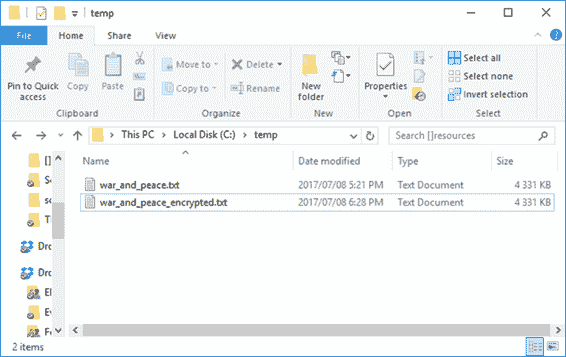 temp
File Home Share View
Pin to Quick access
Copy
Paste
Clipboard
Move to
Copy to
Delete
Rename
Organize
New folder
New
Properties
Open
Select all
Select none
Invert selection
Select
This PC > Local Disk (C:) > temp
Search []resources
Name Date modified Type Size
[]
war_and_peace.txt 2017/07/08 5:21 PM Text Document 4 331 KB
war_and_peace_encrypted.txt 2017/07/08 6:28 PM Text Document 4 331 KB
Dro
Dro
El
Ev
2 items